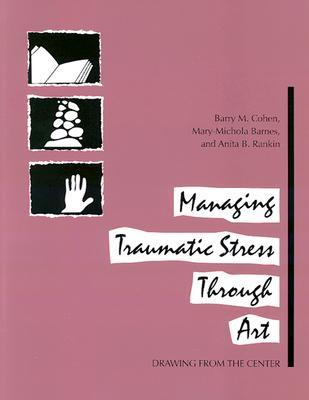 Barry M. Cohen,
Mary-Michola Barnes,
and Anita B. Rankin
Managing
Traumatic Stress
Through
Art
DRAWING FROM THE CENTER